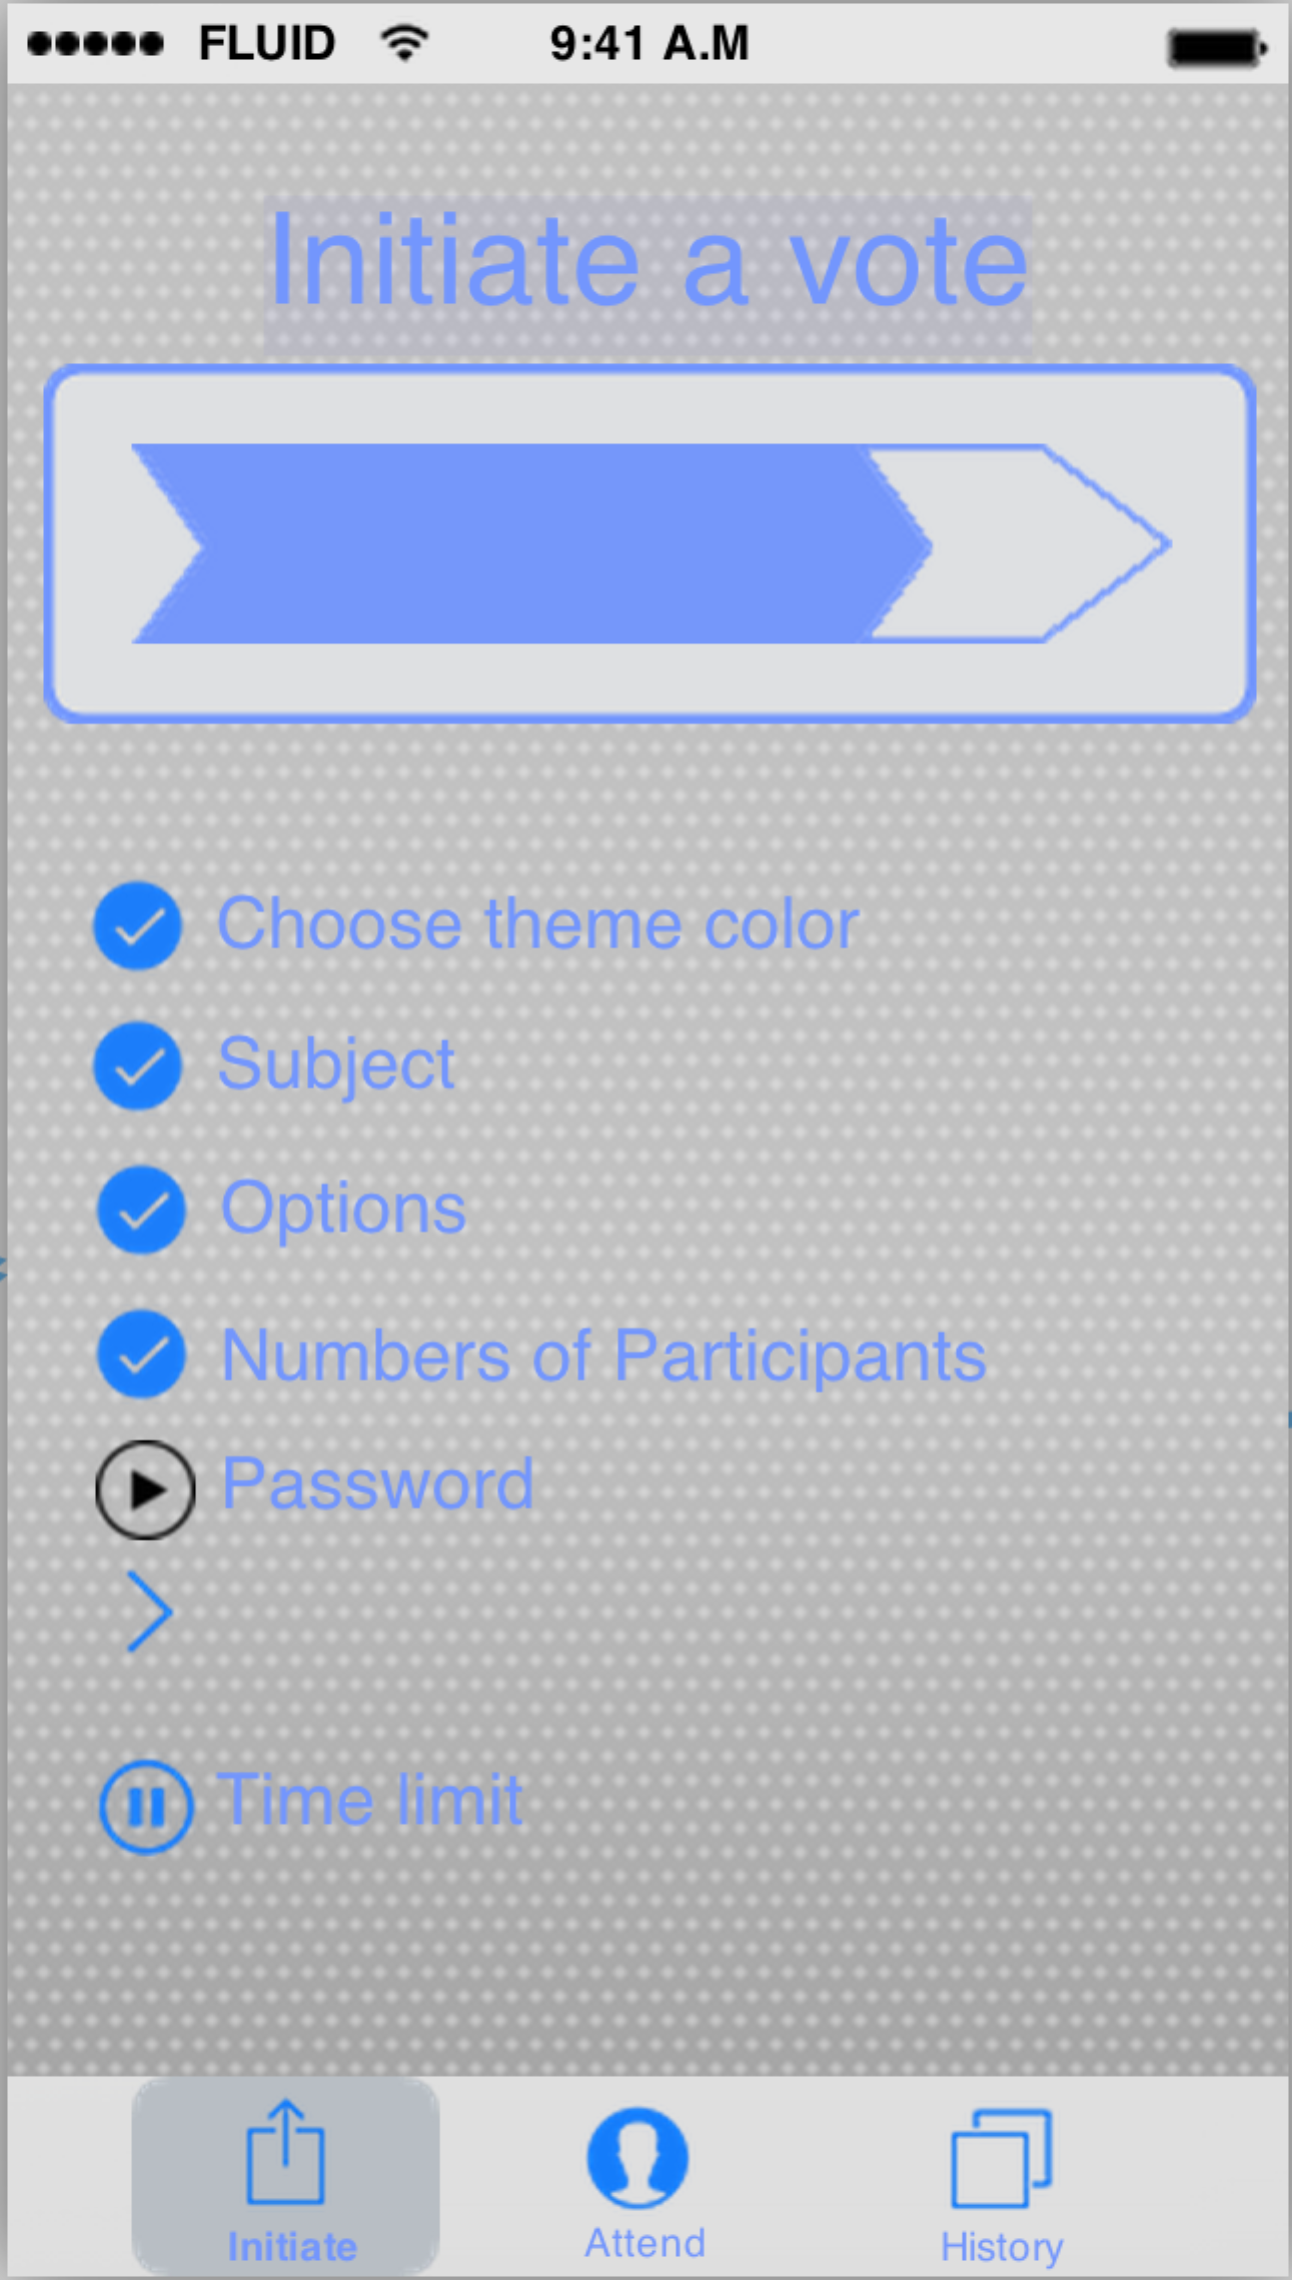 FLUID 9:41 A.M
Initiate a vote
Choose theme color
Subject
Options
Numbers of Participants
Password
Time limit
Initiate Attend History